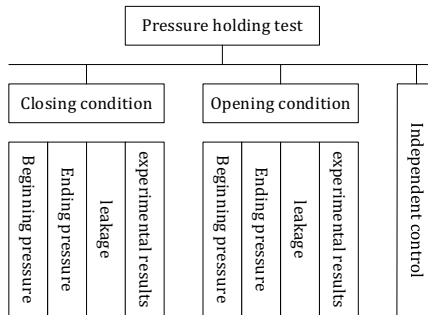 Pressure holding test
Closing condition
Opening condition
Independent control
Beginning pressure
Ending pressure
leakage
experimental results
Beginning pressure
Ending pressure
leakage
experimental results